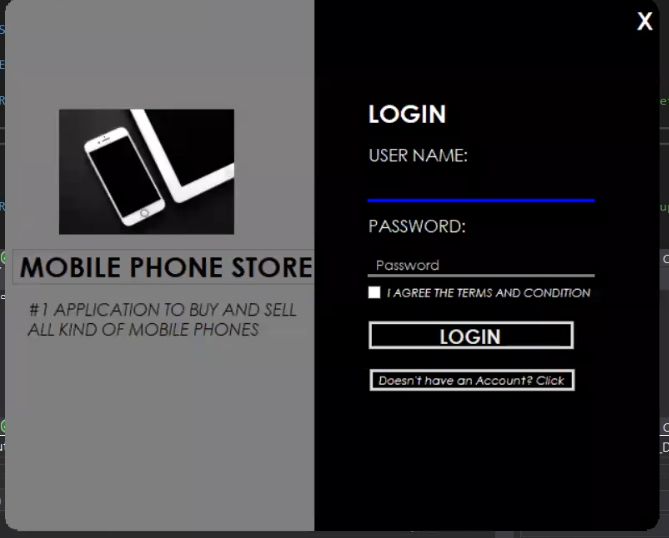 X
MOBILE PHONE STORE
#1 APPLICATION TO BUY AND SELL
ALL KIND OF MOBILE PHONES
LOGIN
USER NAME:
PASSWORD:
Password
I AGREE THE TERMS AND CONDITION
LOGIN
Doesn't have an Account? Click